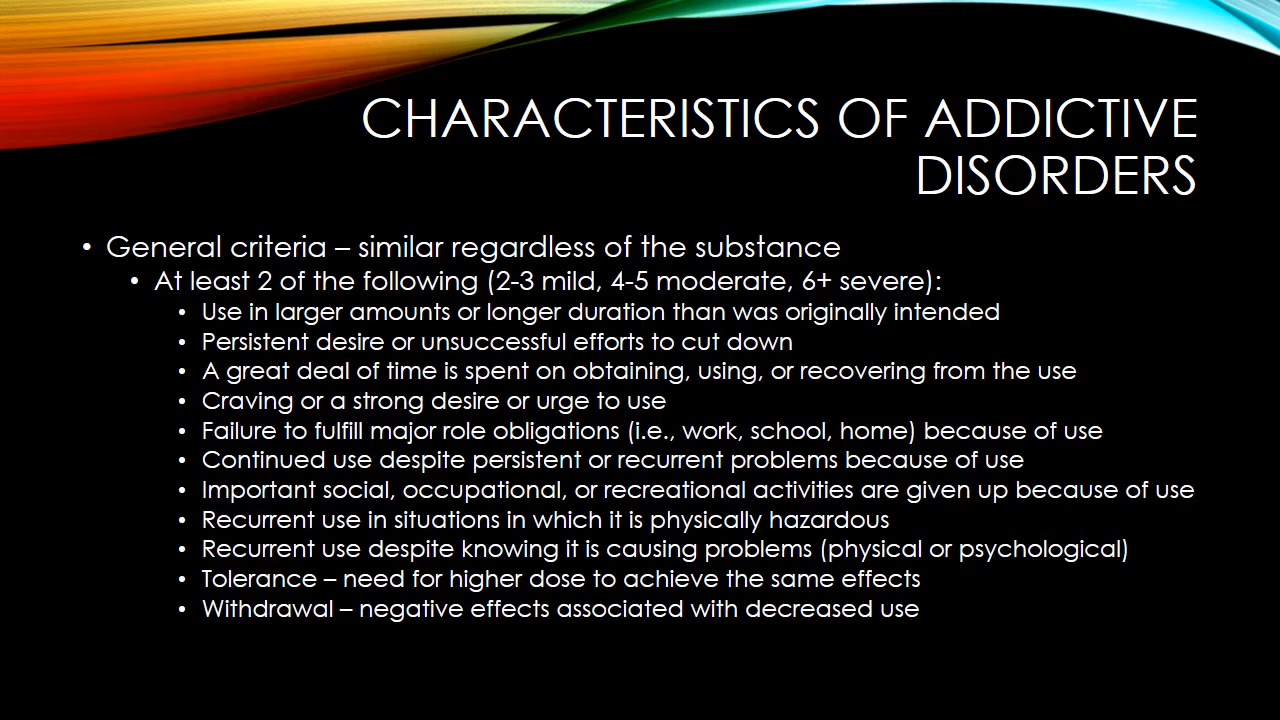 CHARACTERISTICS OF ADDICTIVE
DISORDERS
• General criteria – similar regardless of the substance
• At least 2 of the following (2-3 mild, 4-5 moderate, 6+ severe):
• Use in larger amounts or longer duration than was originally intended
• Persistent desire or unsuccessful efforts to cut down
• A great deal of time is spent on obtaining, using, or recovering from the use
• Craving or a strong desire or urge to use
• Failure to fulfill major role obligations (i.e., work, school, home) because of use
• Continued use despite persistent or recurrent problems because of use
• Important social, occupational, or recreational activities are given up because of use
• Recurrent use in situations in which it is physically hazardous
• Recurrent use despite knowing it is causing problems (physical or psychological)
• Tolerance – need for higher dose to achieve the same effects
• Withdrawal – negative effects associated with decreased use